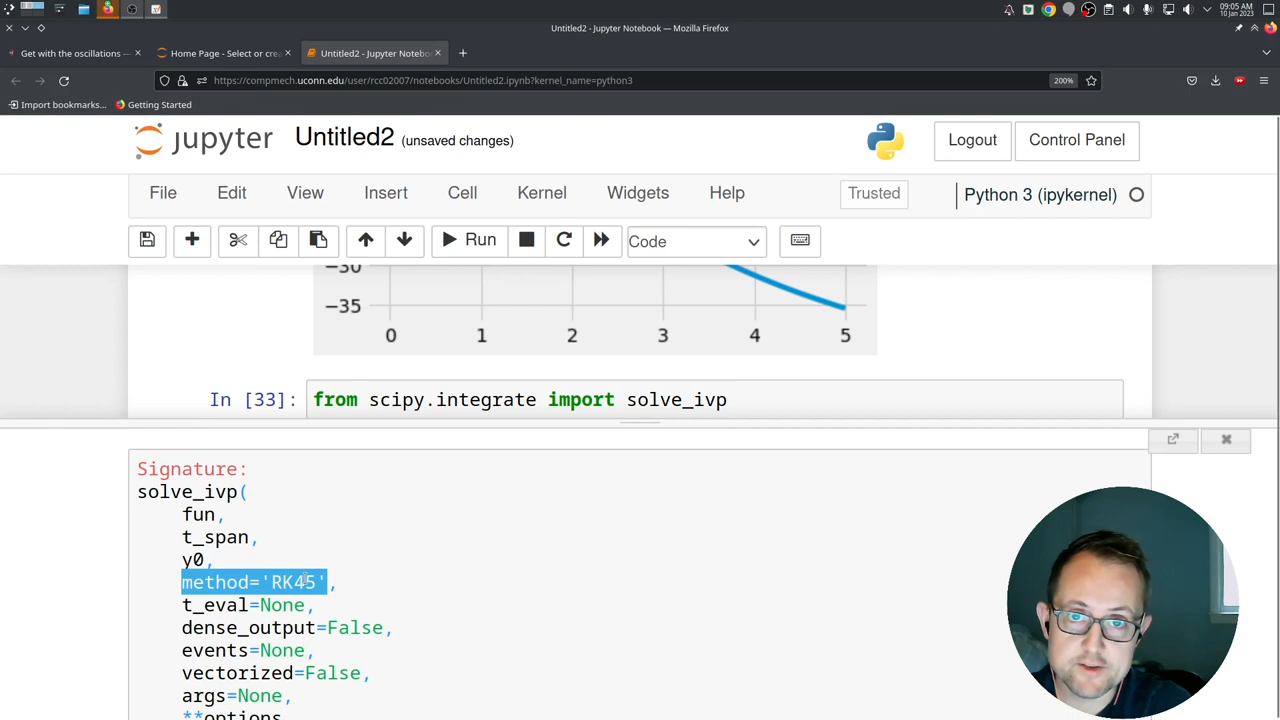 09:05 AM
10 Jan 2023
Untitled2 - Jupyter Notebook — Mozilla Firefox
Get with the oscillations —
Home Page - Select or cre
Untitled2 - Jupyter Notebo
https://compmech.uconn.edu/user/rcc02007/notebooks/Untitled2.ipynb?kernel_name=python3
200%
Import bookmarks...
Getting Started
jupyter
Untitled2 (unsaved changes)
Logout
Control Panel
File
Edit
View
Insert
Cell
Kernel
Widgets
Help
Trusted
Python 3 (ipykernel)
Run
Code
−30
−35
0 1 2 3 4 5
In [33]: from scipy.integrate import solve_ivp
Signature:
solve_ivp(
fun,
t_span,
y0,
method='RK45',
t_eval=None,
dense_output=False,
events=None,
vectorized=False,
args=None,
**options